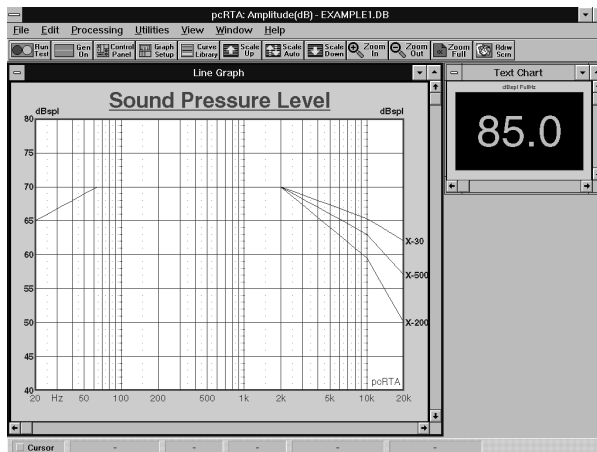 pcRTA: Amplitude(dB) - EXAMPLE1.DB
File Edit Processing Utilities View Window Help
Run Test Gen On Control Panel Graph Setup Curve Library Scale Up Scale Auto Scale Down Zoom In Zoom Out Zoom Full Rdrw Scrn
Line Graph
Sound Pressure Level
dBspl dBspl
80
75
70
65
60
55
50
45
40
X-30
X-500
X-200
pcRTA
20 Hz 50 100 200 500 1k 2k 5k 10k 20k
Text Chart
dBspl FullHz
85.0
Cursor - - - - -